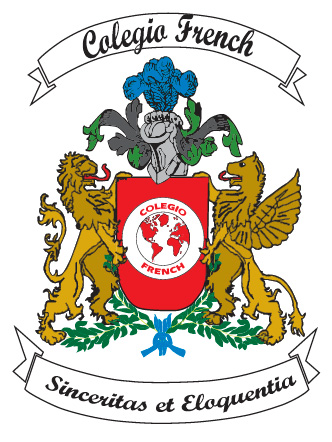 Colegio French
COLEGIO
FRENCH
Sinceritas et Eloquentia